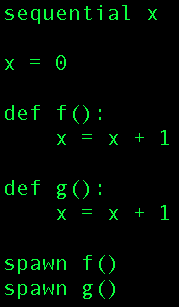 sequential x

x = 0

def f():
    x = x + 1

def g():
    x = x + 1

spawn f()
spawn g()